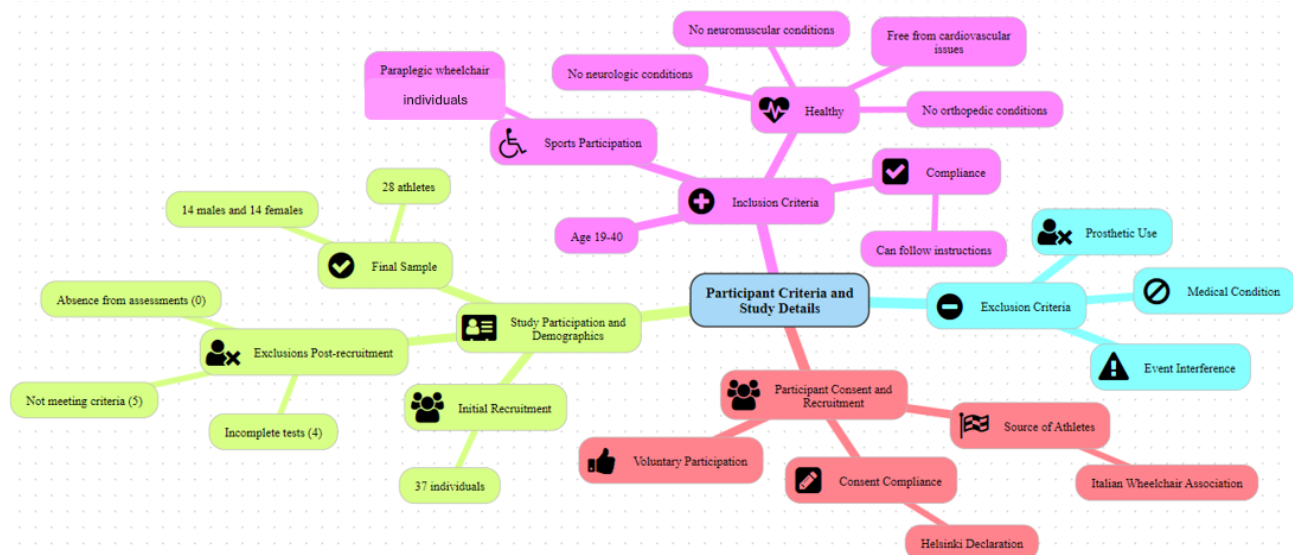 No neuromuscular conditions
Free from cardiovascular
issues
Paraplegic wheelchair
individuals
No neurologic conditions
Healthy
No orthopedic conditions
Sports Participation
Compliance
28 athletes
Inclusion Criteria
14 males and 14 females
Age 19-40
Can follow instructions
Prosthetic Use
Final Sample
Absence from assessments (0)
Participant Criteria and
Study Details
Exclusion Criteria
Medical Condition
Study Participation and
Demographics
Exclusions Post-recruitment
Event Interference
Not meeting criteria (5)
Initial Recruitment
Participant Consent and
Recruitment
Incomplete tests (4)
Source of Athletes
Voluntary Participation
37 individuals
Consent Compliance
Italian Wheelchair Association
Helsinki Declaration